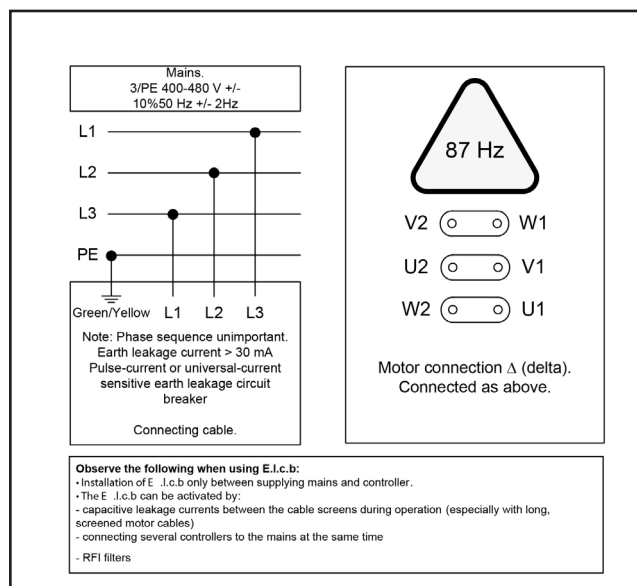 Mains.
3/PE 400-480 V +/-
10%50 Hz +/- 2Hz
L1
L2
L3
PE
Green/Yellow L1 L2 L3
Note: Phase sequence unimportant.
Earth leakage current > 30 mA
Pulse-current or universal-current
sensitive earth leakage circuit
breaker
Connecting cable.
87 Hz
V2 W1
U2 V1
W2 U1
Motor connection Δ (delta).
Connected as above.
Observe the following when using E.l.c.b:
• Installation of E .l.c.b only between supplying mains and controller.
• The E .l.c.b can be activated by:
- capacitive leakage currents between the cable screens during operation (especially with long,
screened motor cables)
- connecting several controllers to the mains at the same time
- RFI filters